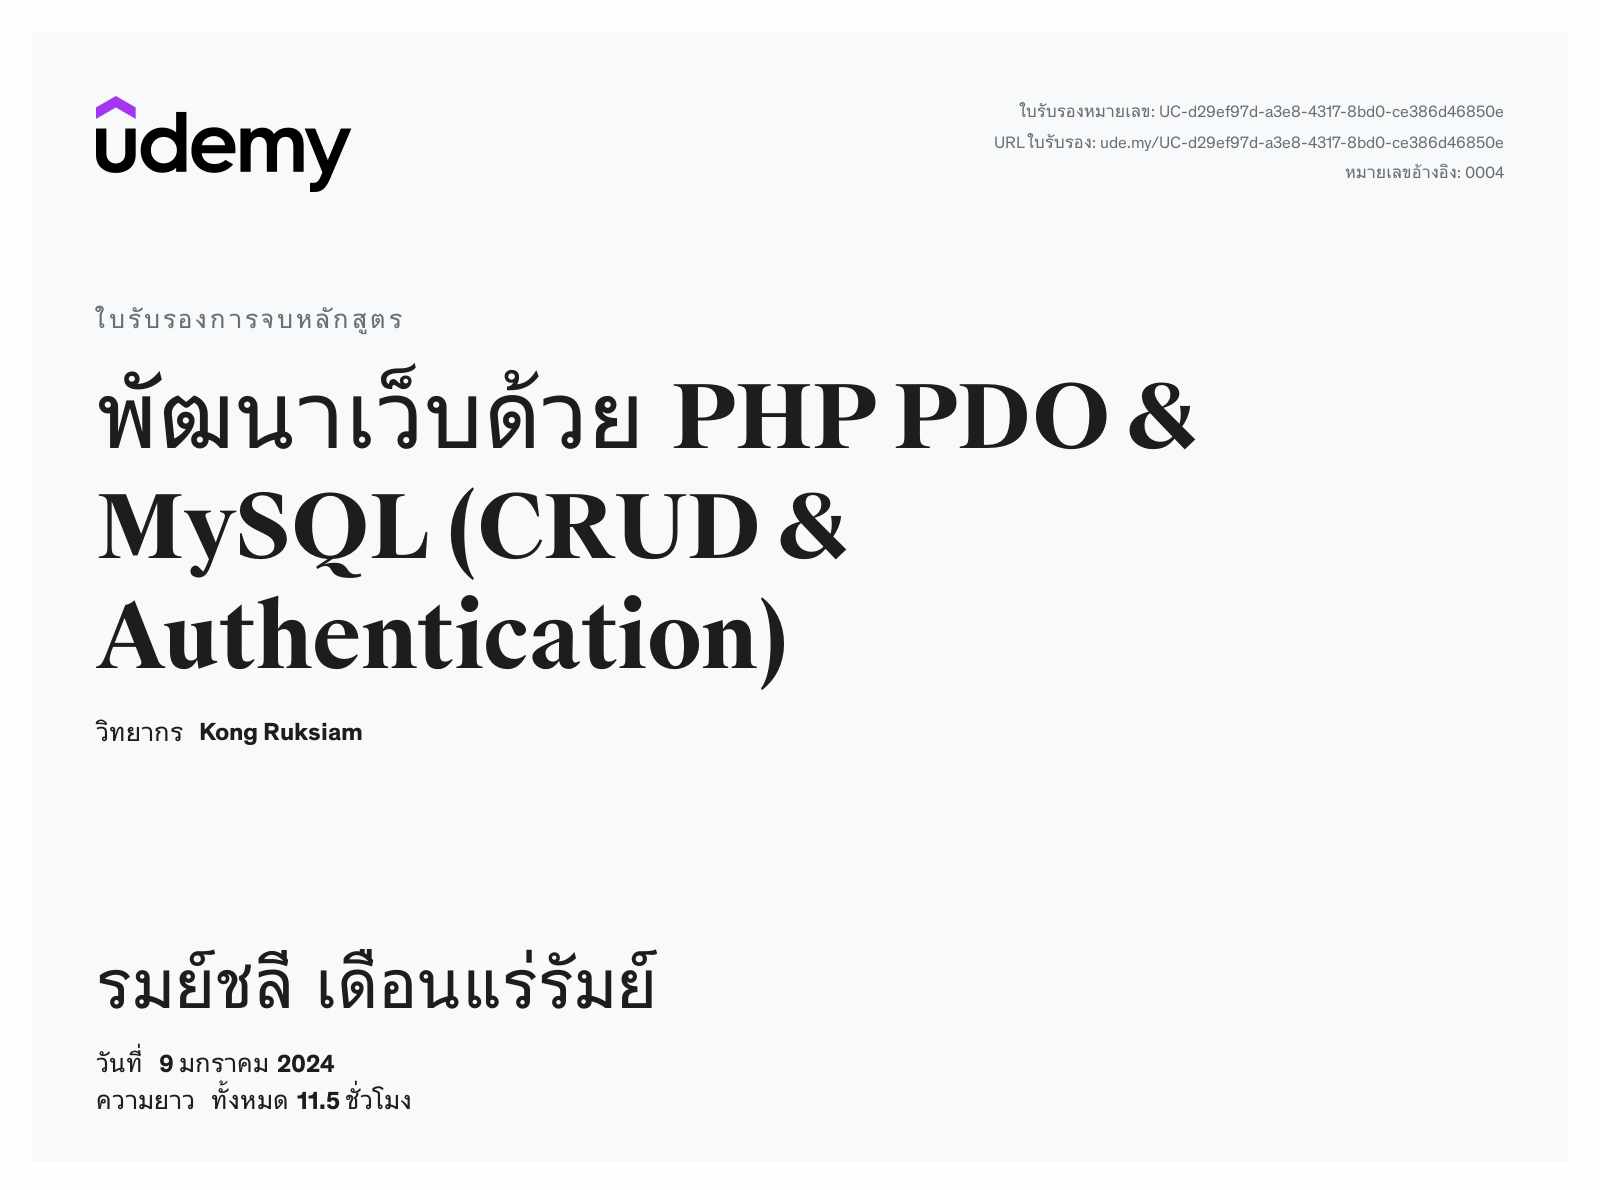 udemy
ใบรับรองหมายเลข: UC-d29ef97d-a3e8-4317-8bd0-ce386d46850e
URL ใบรับรอง: ude.my/UC-d29ef97d-a3e8-4317-8bd0-ce386d46850e
หมายเลขอ้างอิง: 0004
ใบรับรองการจบหลักสูตร
พัฒนาเว็บด้วย PHP PDO &
MySQL (CRUD &
Authentication)
วิทยากร Kong Ruksiam
รมย์ชลี เดือนแร่รัมย์
วันที่ 9 มกราคม 2024
ความยาว ทั้งหมด 11.5 ชั่วโมง